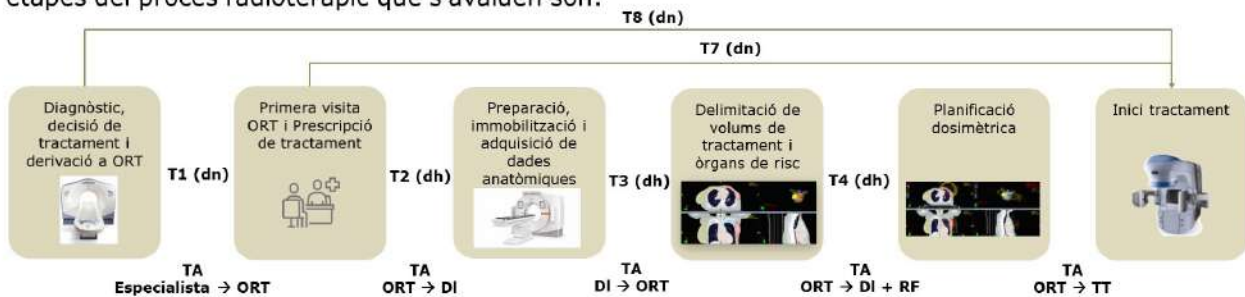 etapes del procés radioteràpic que s'avaluen són:
T8 (dn)
T7 (dn)
Diagnòstic,
decisió de
tractament i
derivació a ORT
T1 (dn)
Primera visita
ORT i Prescripció
de tractament
T2 (dh)
Preparació,
immobilització i
adquisició de
dades
anatòmiques
T3 (dh)
Delimitació de
volums de
tractament i
òrgans de risc
T4 (dh)
Planificació
dosimètrica
Inici tractament
TA
Especialista → ORT
TA
ORT → DI
TA
DI → ORT
TA
ORT → DI + RF
TA
ORT → TT